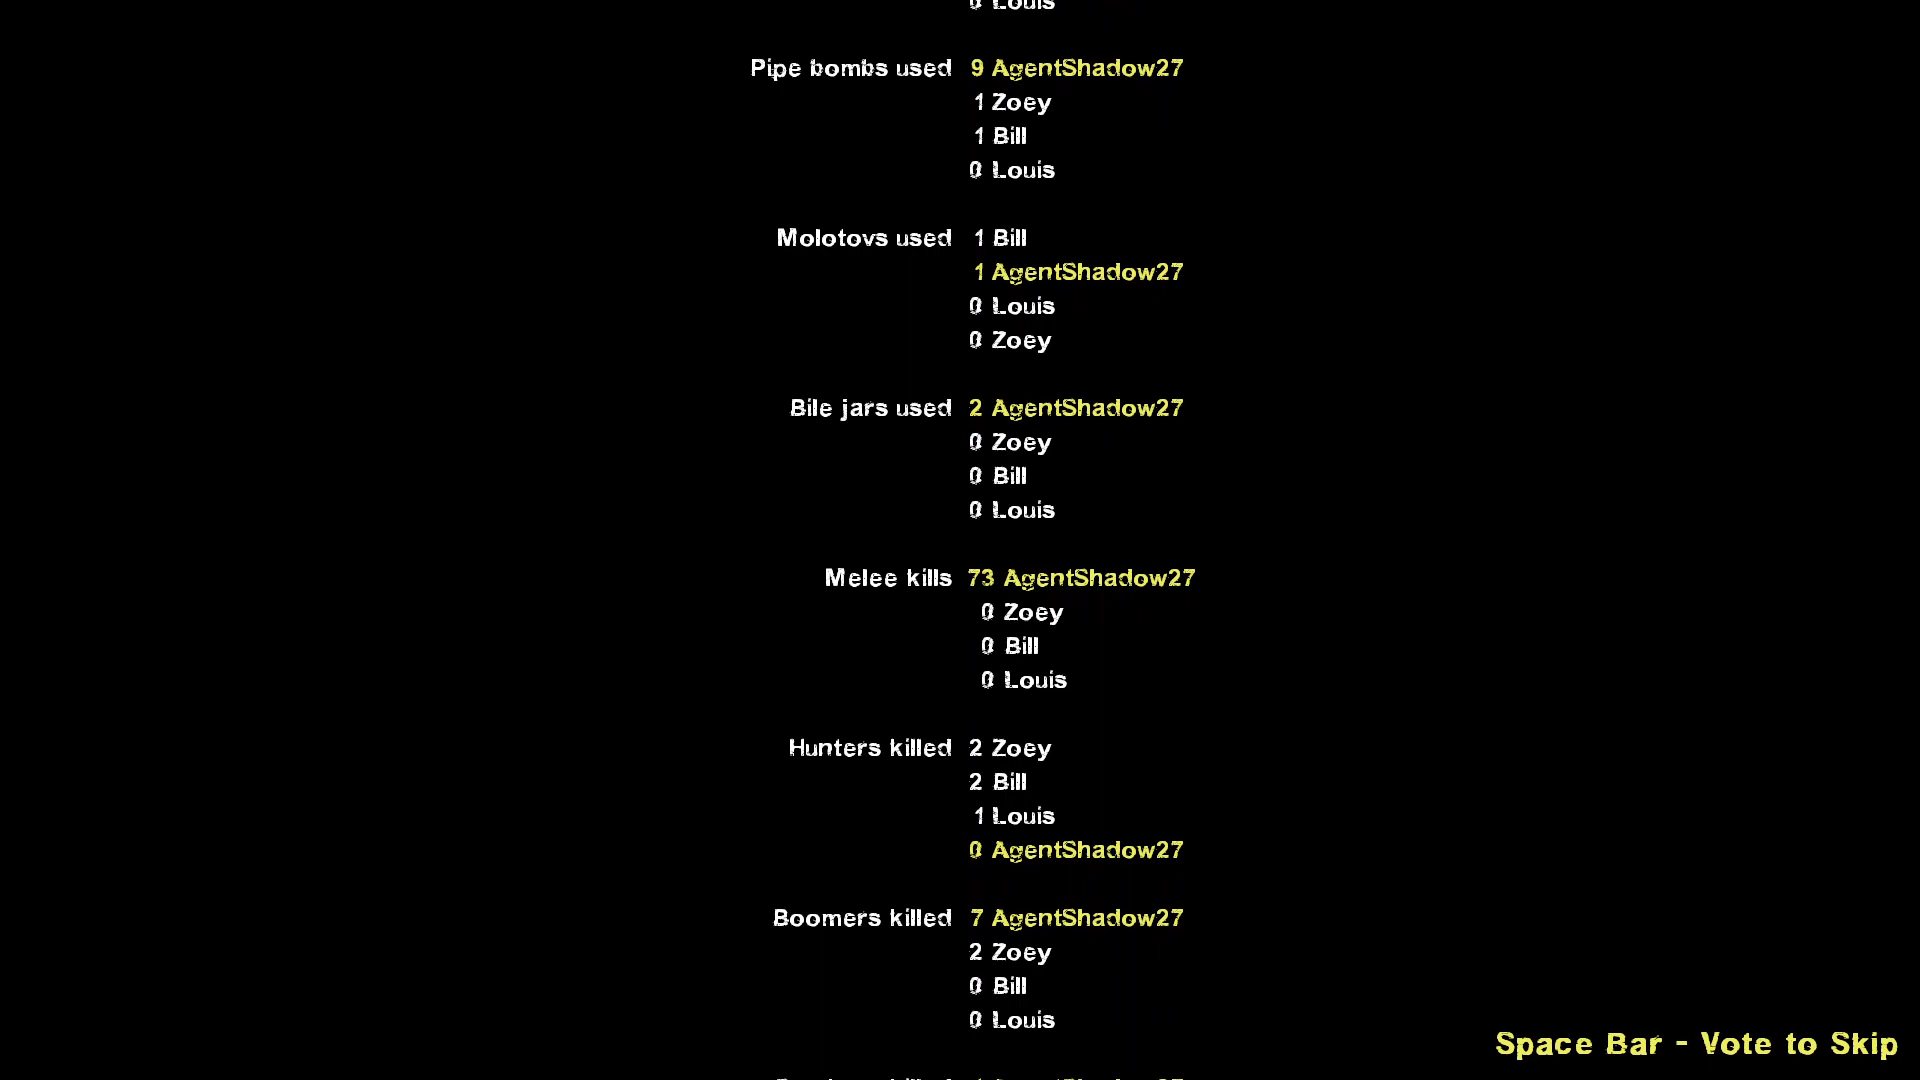 0 Louis
Pipe bombs used 9 AgentShadow27
1 Zoey
1 Bill
0 Louis
Molotovs used 1 Bill
1 AgentShadow27
0 Louis
0 Zoey
Bile jars used 2 AgentShadow27
0 Zoey
0 Bill
0 Louis
Melee kills 73 AgentShadow27
0 Zoey
0 Bill
0 Louis
Hunters killed 2 Zoey
2 Bill
1 Louis
0 AgentShadow27
Boomers killed 7 AgentShadow27
2 Zoey
0 Bill
0 Louis
Space Bar - Vote to Skip